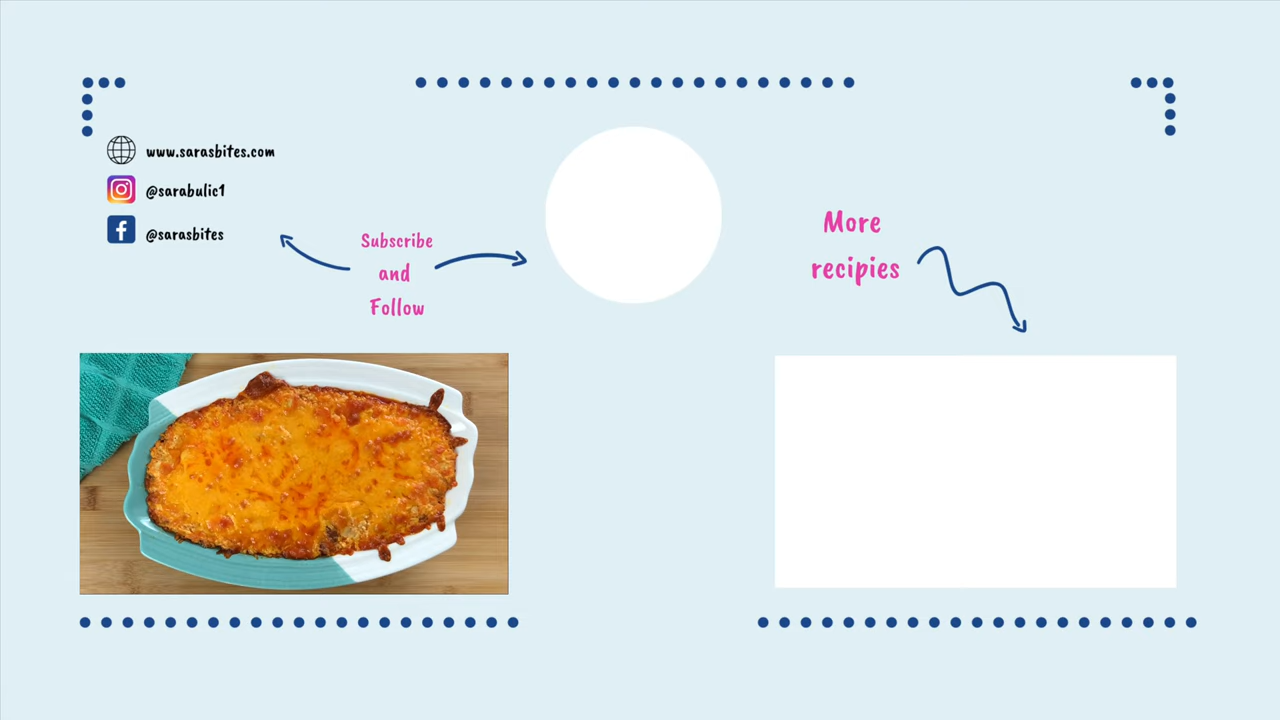 www.sarasbites.com
@sarabulic1
@sarasbites
Subscribe
and
Follow
More
recipies